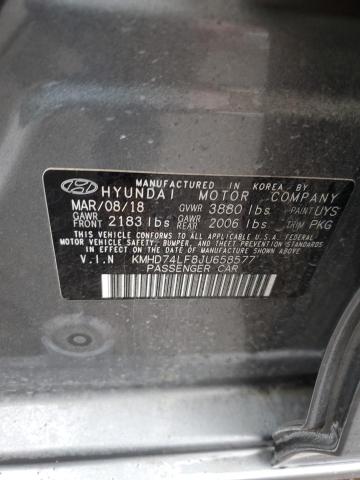 MANUFACTURED IN KOREA BY
HYUNDAI MOTOR COMPANY
MAR/08/18 GVWR 3880 lbs PAINT UYS
GAWR FRONT 2183 lbs GAWR REAR 2006 lbs TRIM PKG
THIS VEHICLE CONFORMS TO ALL APPLICABLE U.S.A. FEDERAL
MOTOR VEHICLE SAFETY, BUMPER, AND THEFT PREVENTION STANDARDS
IN EFFECT ON THE DATE OF MANUFACTURE SHOWN ABOVE.
V.I.N KMHD74LF8JU658577
PASSENGER CAR